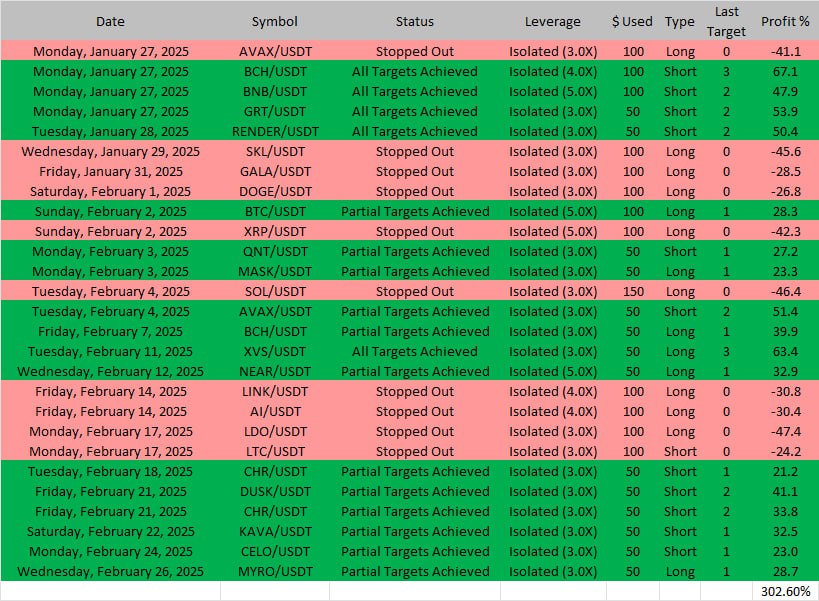 Date Symbol Status Leverage $ Used Type Last Target Profit %
Monday, January 27, 2025 AVAX/USDT Stopped Out Isolated (3.0X) 100 Long 0 -41.1
Monday, January 27, 2025 BCH/USDT All Targets Achieved Isolated (4.0X) 100 Short 3 67.1
Monday, January 27, 2025 BNB/USDT All Targets Achieved Isolated (5.0X) 100 Short 2 47.9
Monday, January 27, 2025 GRT/USDT All Targets Achieved Isolated (3.0X) 50 Short 2 53.9
Tuesday, January 28, 2025 RENDER/USDT All Targets Achieved Isolated (3.0X) 50 Short 2 50.4
Wednesday, January 29, 2025 SKL/USDT Stopped Out Isolated (3.0X) 100 Long 0 -45.6
Friday, January 31, 2025 GALA/USDT Stopped Out Isolated (3.0X) 100 Long 0 -28.5
Saturday, February 1, 2025 DOGE/USDT Stopped Out Isolated (3.0X) 100 Long 0 -26.8
Sunday, February 2, 2025 BTC/USDT Partial Targets Achieved Isolated (5.0X) 100 Long 1 28.3
Sunday, February 2, 2025 XRP/USDT Stopped Out Isolated (5.0X) 100 Long 0 -42.3
Monday, February 3, 2025 QNT/USDT Partial Targets Achieved Isolated (3.0X) 50 Short 1 27.2
Monday, February 3, 2025 MASK/USDT Partial Targets Achieved Isolated (3.0X) 50 Long 1 23.3
Tuesday, February 4, 2025 SOL/USDT Stopped Out Isolated (3.0X) 150 Long 0 -46.4
Tuesday, February 4, 2025 AVAX/USDT Partial Targets Achieved Isolated (3.0X) 50 Short 2 51.4
Friday, February 7, 2025 BCH/USDT Partial Targets Achieved Isolated (3.0X) 50 Long 1 39.9
Tuesday, February 11, 2025 XVS/USDT All Targets Achieved Isolated (3.0X) 50 Long 3 63.4
Wednesday, February 12, 2025 NEAR/USDT Partial Targets Achieved Isolated (5.0X) 50 Long 1 32.9
Friday, February 14, 2025 LINK/USDT Stopped Out Isolated (4.0X) 100 Long 0 -30.8
Friday, February 14, 2025 AI/USDT Stopped Out Isolated (4.0X) 100 Long 0 -30.4
Monday, February 17, 2025 LDO/USDT Stopped Out Isolated (3.0X) 100 Long 0 -47.4
Monday, February 17, 2025 LTC/USDT Stopped Out Isolated (3.0X) 100 Short 0 -24.2
Tuesday, February 18, 2025 CHR/USDT Partial Targets Achieved Isolated (3.0X) 50 Short 1 21.2
Friday, February 21, 2025 DUSK/USDT Partial Targets Achieved Isolated (3.0X) 50 Short 2 41.1
Friday, February 21, 2025 CHR/USDT Partial Targets Achieved Isolated (3.0X) 50 Short 2 33.8
Saturday, February 22, 2025 KAVA/USDT Partial Targets Achieved Isolated (3.0X) 50 Short 1 32.5
Monday, February 24, 2025 CELO/USDT Partial Targets Achieved Isolated (3.0X) 50 Short 1 23.0
Wednesday, February 26, 2025 MYRO/USDT Partial Targets Achieved Isolated (3.0X) 50 Long 1 28.7
302.60%